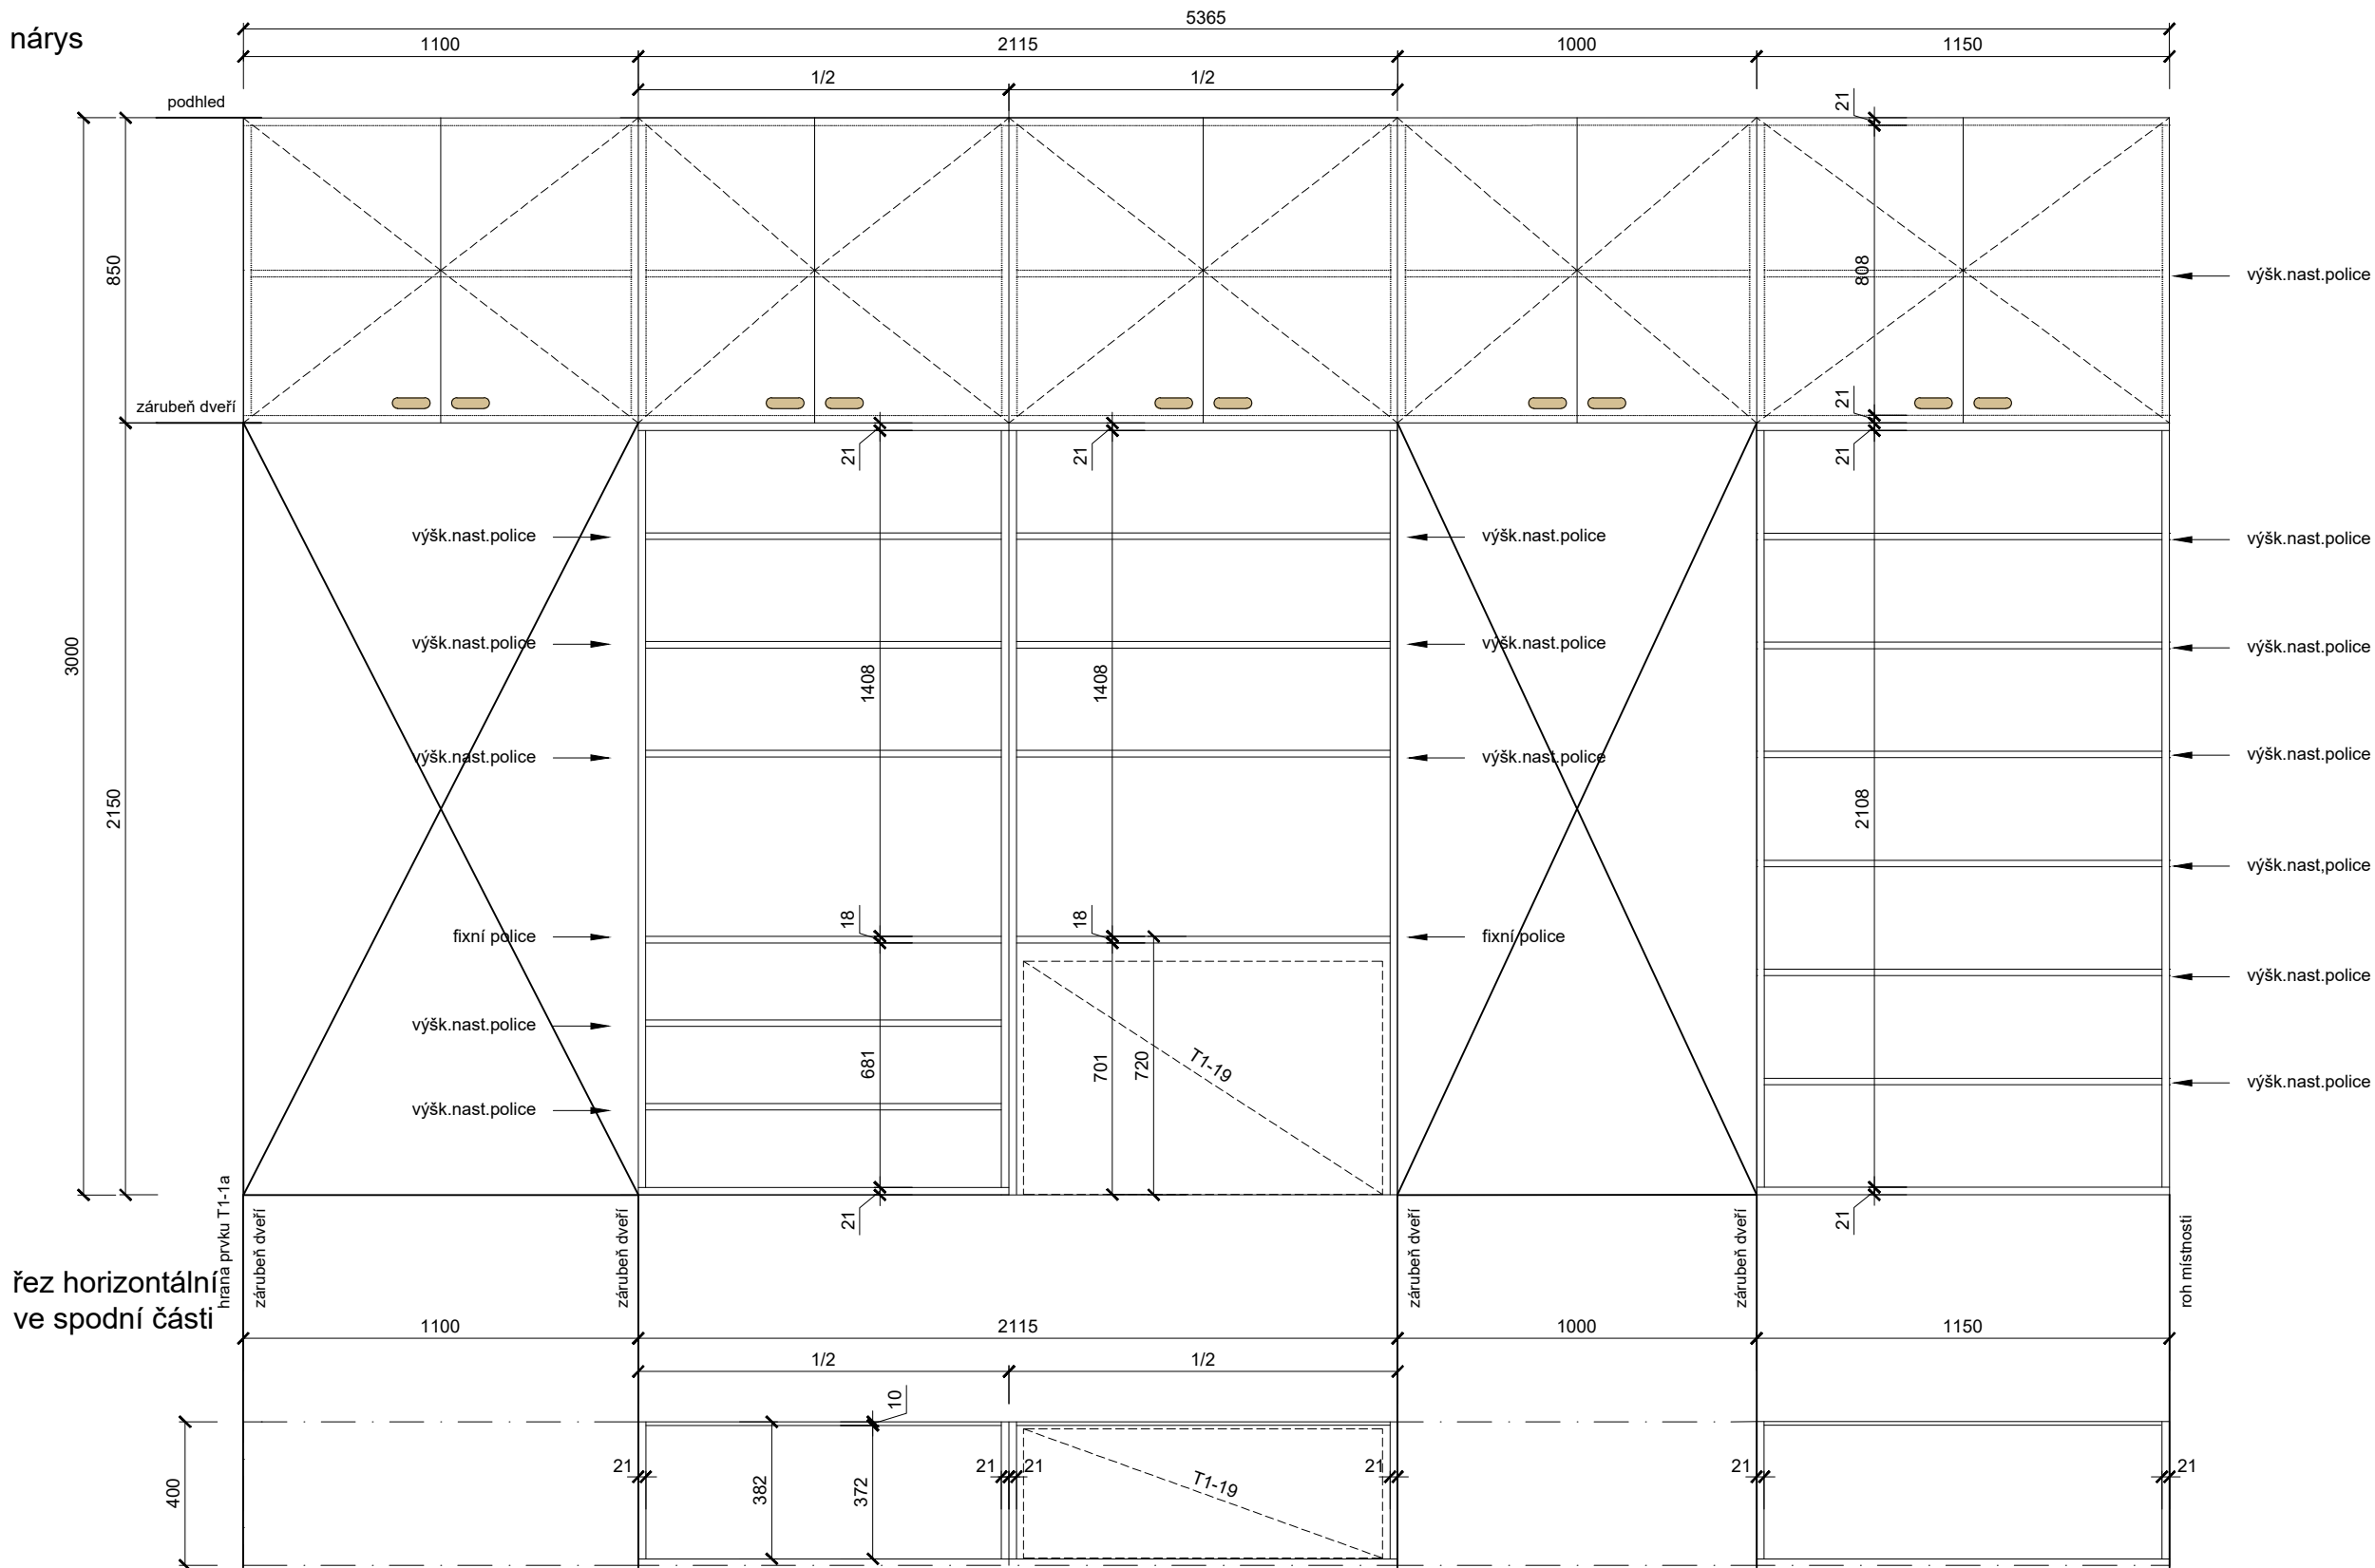 5365
nárys
1100
2115
1000
1150
1/2
1/2
podhled
21
850
808
výšk.nast.police
zárubeň dveří
21
21
21
21
výšk.nast.police
výšk.nast.police
výšk.nast.police
výšk.nast.police
výšk.nast.police
výšk.nast.police
3000
1408
1408
výšk.nast.police
výšk.nast.police
výšk.nast.police
2150
2108
výšk.nast,police
18
18
fixní police
fixní police
výšk.nast.police
výšk.nast.police
681
701
720
T1-19
výšk.nast.police
výšk.nast.police
21
21
hrana prvku T1-1a
zárubeň dveří
zárubeň dveří
zárubeň dveří
zárubeň dveří
roh místnosti
řez horizontální
ve spodní části
1100
2115
1000
1150
1/2
1/2
10
21
21
21
21
21
21
400
382
372
T1-19